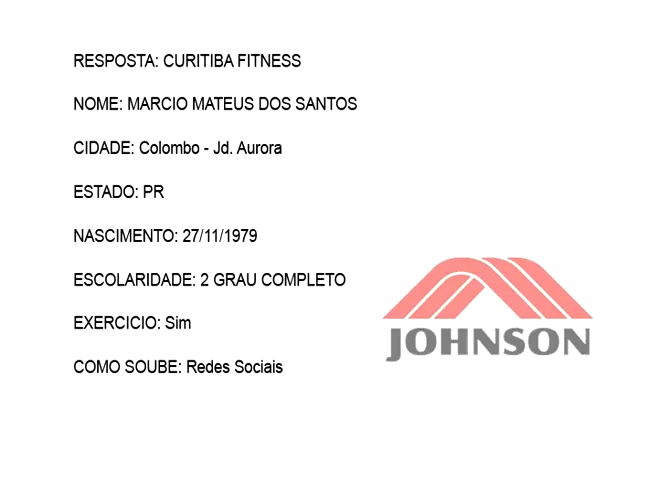 RESPOSTA: CURITIBA FITNESS
NOME: MARCIO MATEUS DOS SANTOS
CIDADE: Colombo - Jd. Aurora
ESTADO: PR
NASCIMENTO: 27/11/1979
ESCOLARIDADE: 2 GRAU COMPLETO
EXERCICIO: Sim
COMO SOUBE: Redes Sociais
JOHNSON